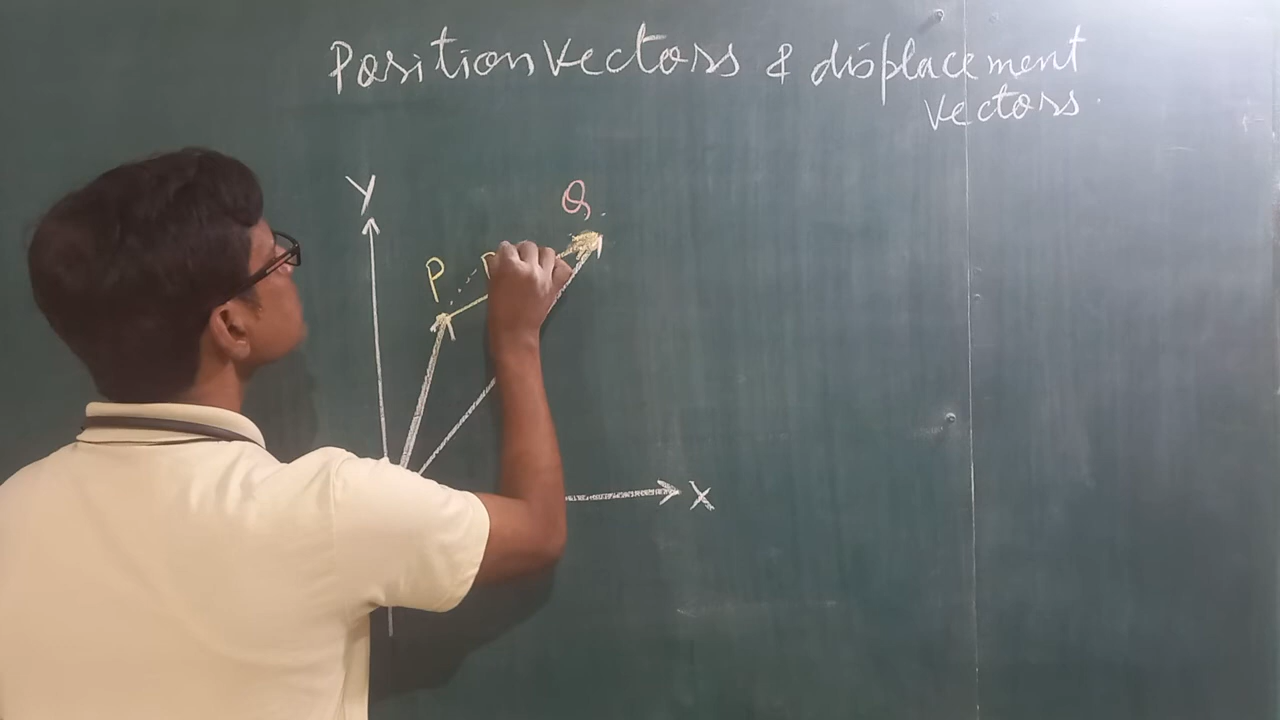 Position Vectors & displacement
vectors.
Y
Q
P
X